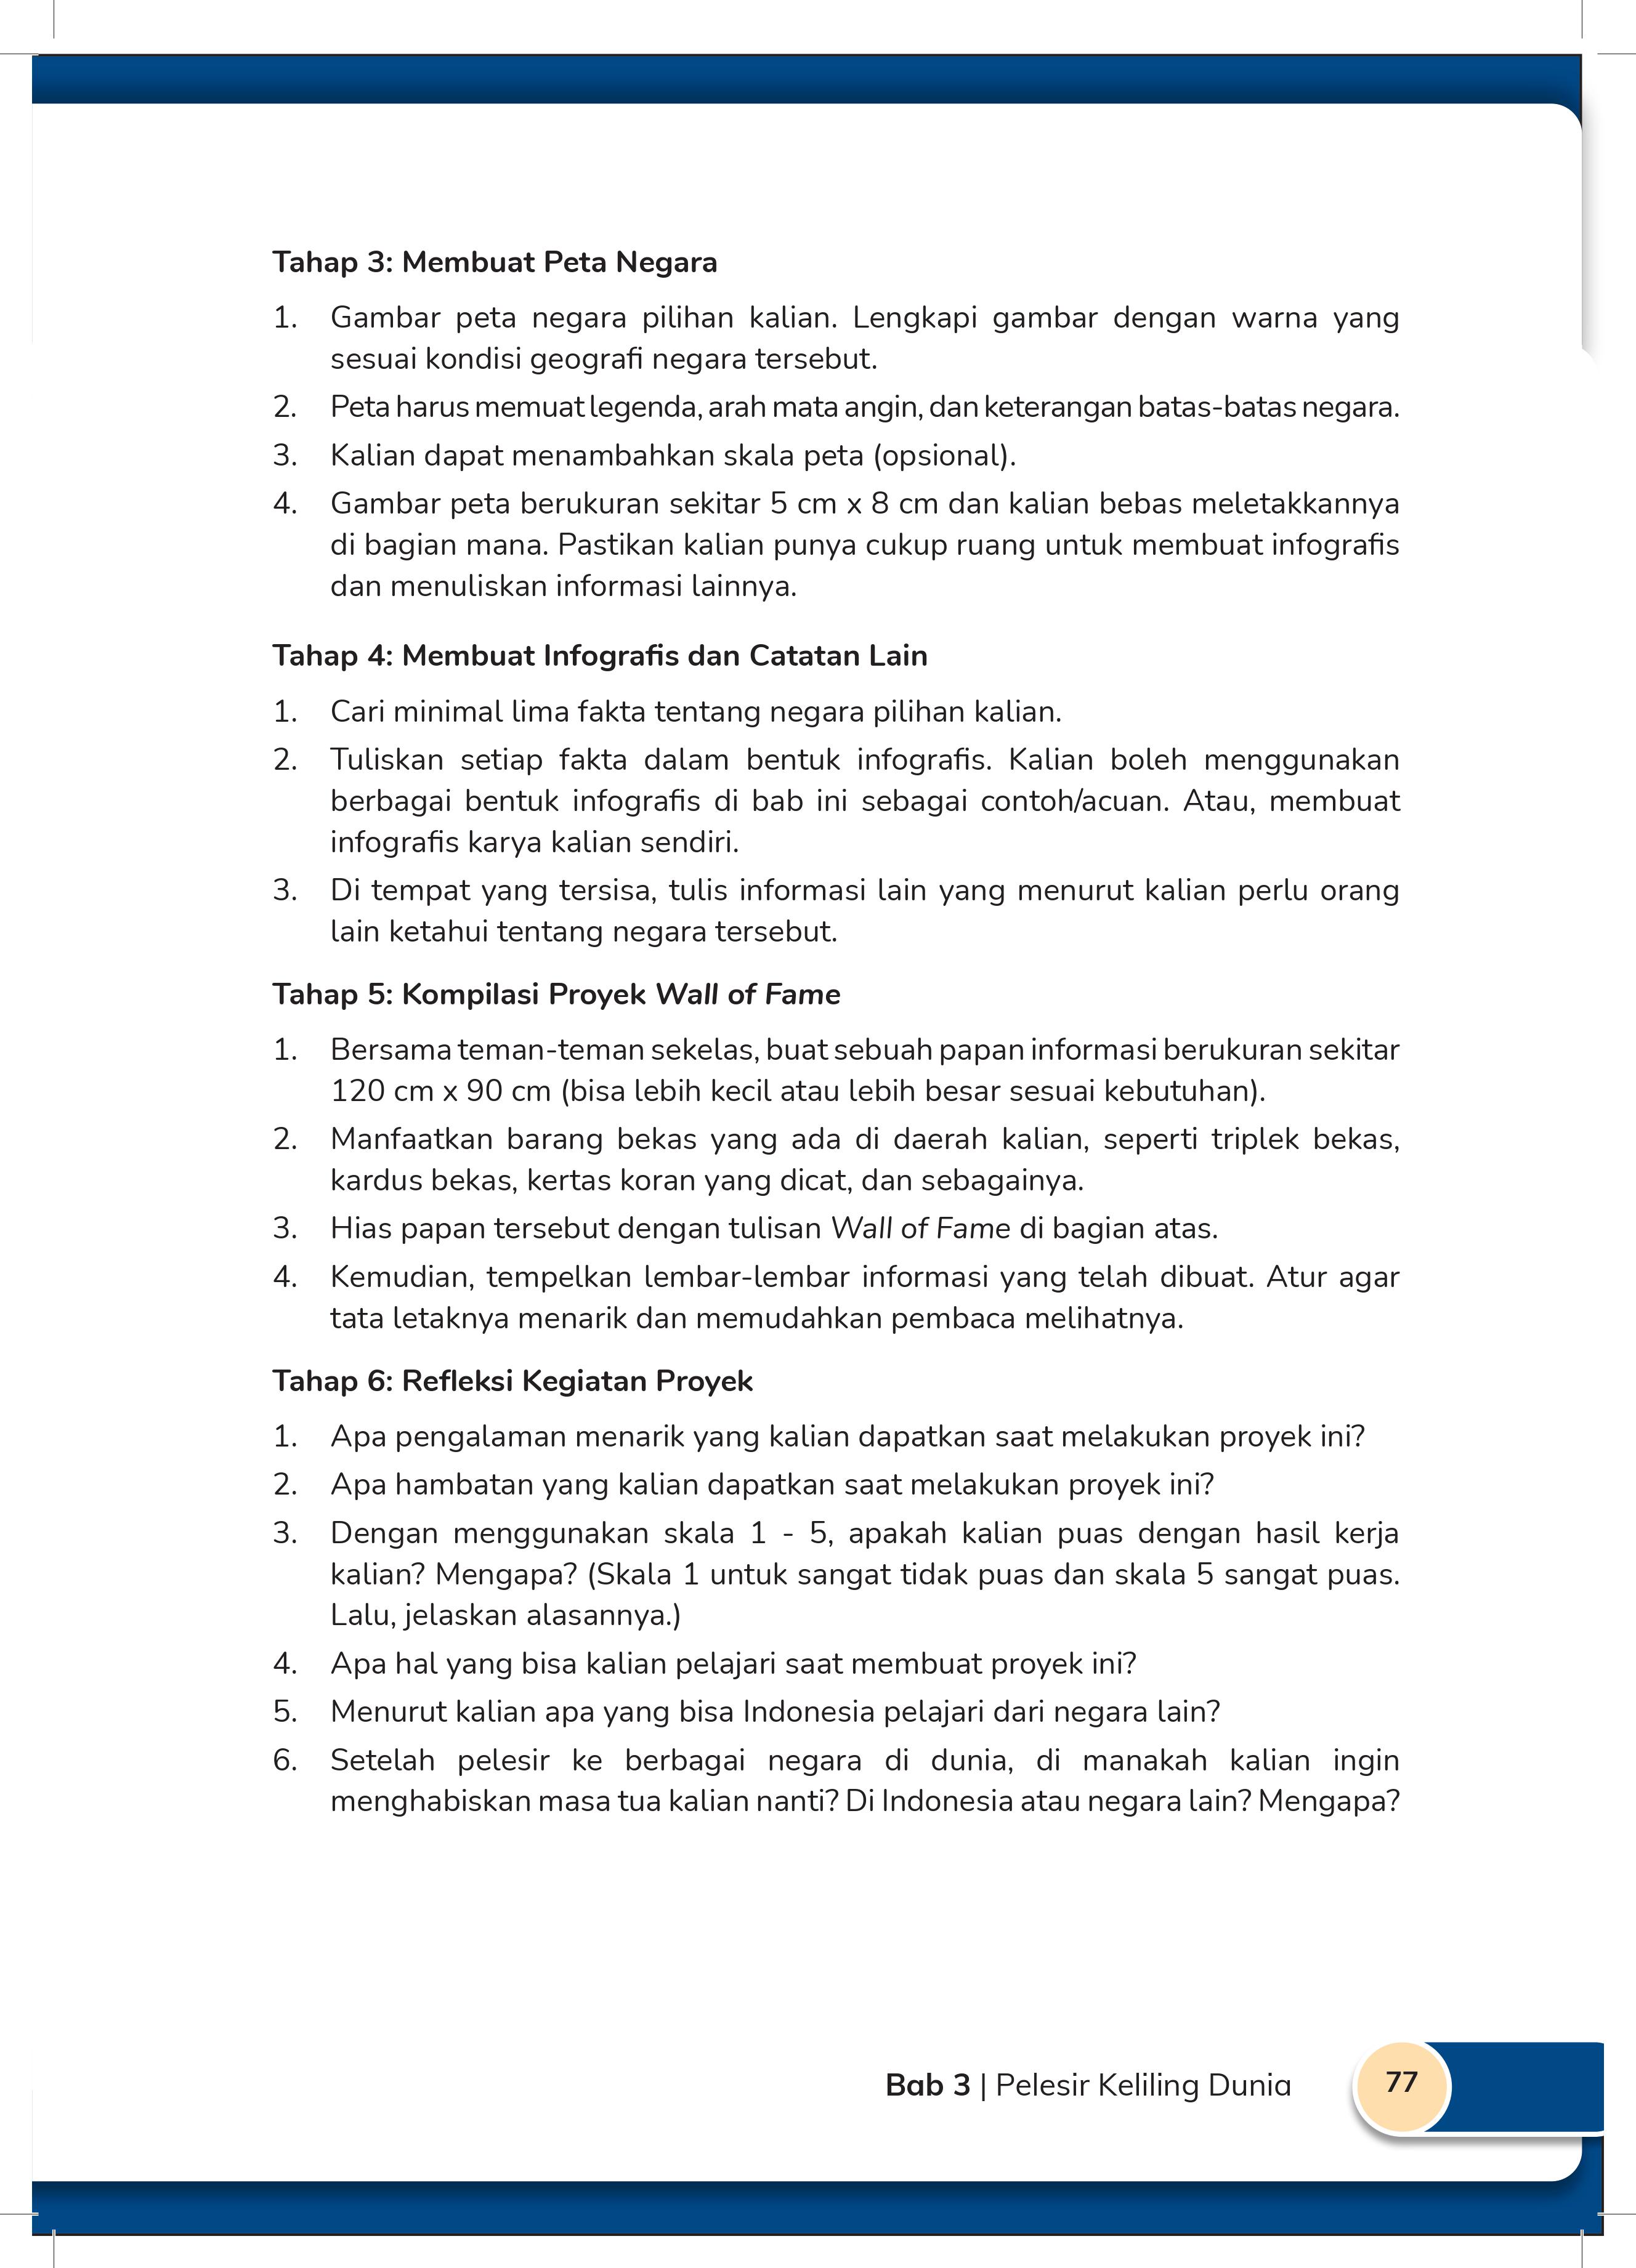 Tahap 3: Membuat Peta Negara
1. Gambar peta negara pilihan kalian. Lengkapi gambar dengan warna yang
sesuai kondisi geografi negara tersebut.
2. Peta harus memuat legenda, arah mata angin, dan keterangan batas-batas negara.
3. Kalian dapat menambahkan skala peta (opsional).
4. Gambar peta berukuran sekitar 5 cm x 8 cm dan kalian bebas meletakkannya
di bagian mana. Pastikan kalian punya cukup ruang untuk membuat infografis
dan menuliskan informasi lainnya.
Tahap 4: Membuat Infografis dan Catatan Lain
1. Cari minimal lima fakta tentang negara pilihan kalian.
2. Tuliskan setiap fakta dalam bentuk infografis. Kalian boleh menggunakan
berbagai bentuk infografis di bab ini sebagai contoh/acuan. Atau, membuat
infografis karya kalian sendiri.
3. Di tempat yang tersisa, tulis informasi lain yang menurut kalian perlu orang
lain ketahui tentang negara tersebut.
Tahap 5: Kompilasi Proyek Wall of Fame
1. Bersama teman-teman sekelas, buat sebuah papan informasi berukuran sekitar
120 cm x 90 cm (bisa lebih kecil atau lebih besar sesuai kebutuhan).
2. Manfaatkan barang bekas yang ada di daerah kalian, seperti triplek bekas,
kardus bekas, kertas koran yang dicat, dan sebagainya.
3. Hias papan tersebut dengan tulisan Wall of Fame di bagian atas.
4. Kemudian, tempelkan lembar-lembar informasi yang telah dibuat. Atur agar
tata letaknya menarik dan memudahkan pembaca melihatnya.
Tahap 6: Refleksi Kegiatan Proyek
1. Apa pengalaman menarik yang kalian dapatkan saat melakukan proyek ini?
2. Apa hambatan yang kalian dapatkan saat melakukan proyek ini?
3. Dengan menggunakan skala 1 - 5, apakah kalian puas dengan hasil kerja
kalian? Mengapa? (Skala 1 untuk sangat tidak puas dan skala 5 sangat puas.
Lalu, jelaskan alasannya.)
4. Apa hal yang bisa kalian pelajari saat membuat proyek ini?
5. Menurut kalian apa yang bisa Indonesia pelajari dari negara lain?
6. Setelah pelesir ke berbagai negara di dunia, di manakah kalian ingin
menghabiskan masa tua kalian nanti? Di Indonesia atau negara lain? Mengapa?
Bab 3 | Pelesir Keliling Dunia
77